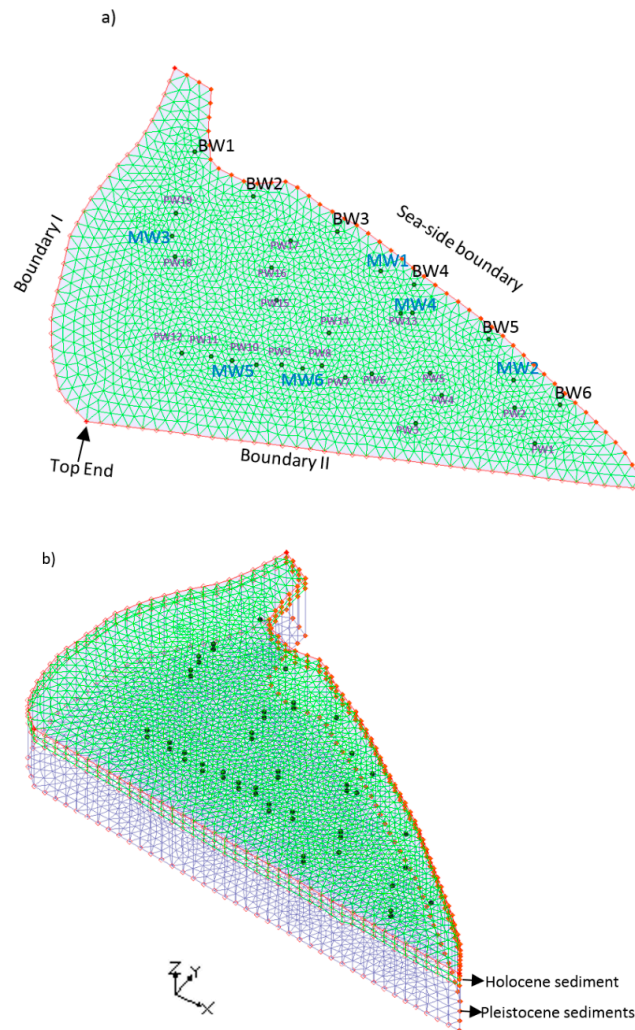 a)
BW1
BW2
PW19
BW3
Sea-side boundary
MW3
PW17
Boundary I
PW18
PW16
MW1
BW4
PW15
MW4
PW13
PW14
BW5
PW12
PW11
PW10
PW9
PW8
MW5
MW6
PW7
PW6
PW5
MW2
PW4
PW2
BW6
PW3
PW1
Top End
Boundary II
b)
Z
Y
X
Holocene sediment
Pleistocene sediments